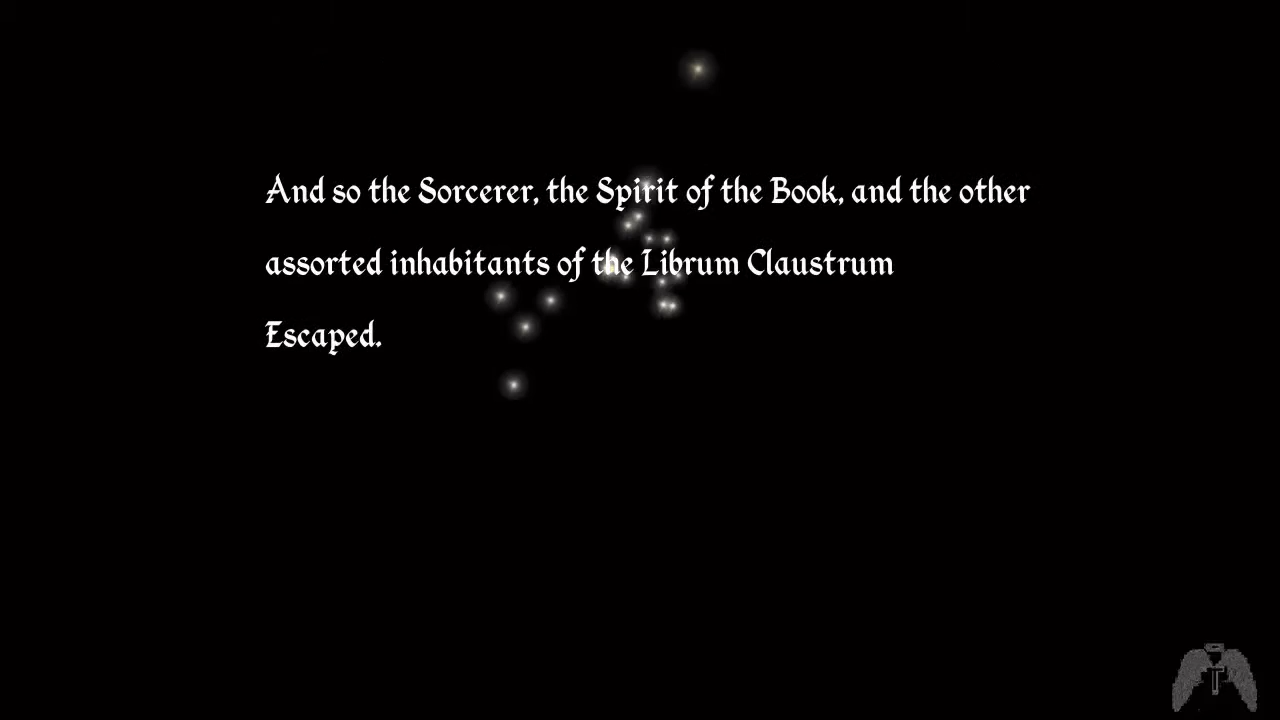 And so the Sorcerer, the Spirit of the Book, and the other
assorted inhabitants of the Librum Claustrum
Escaped.
T